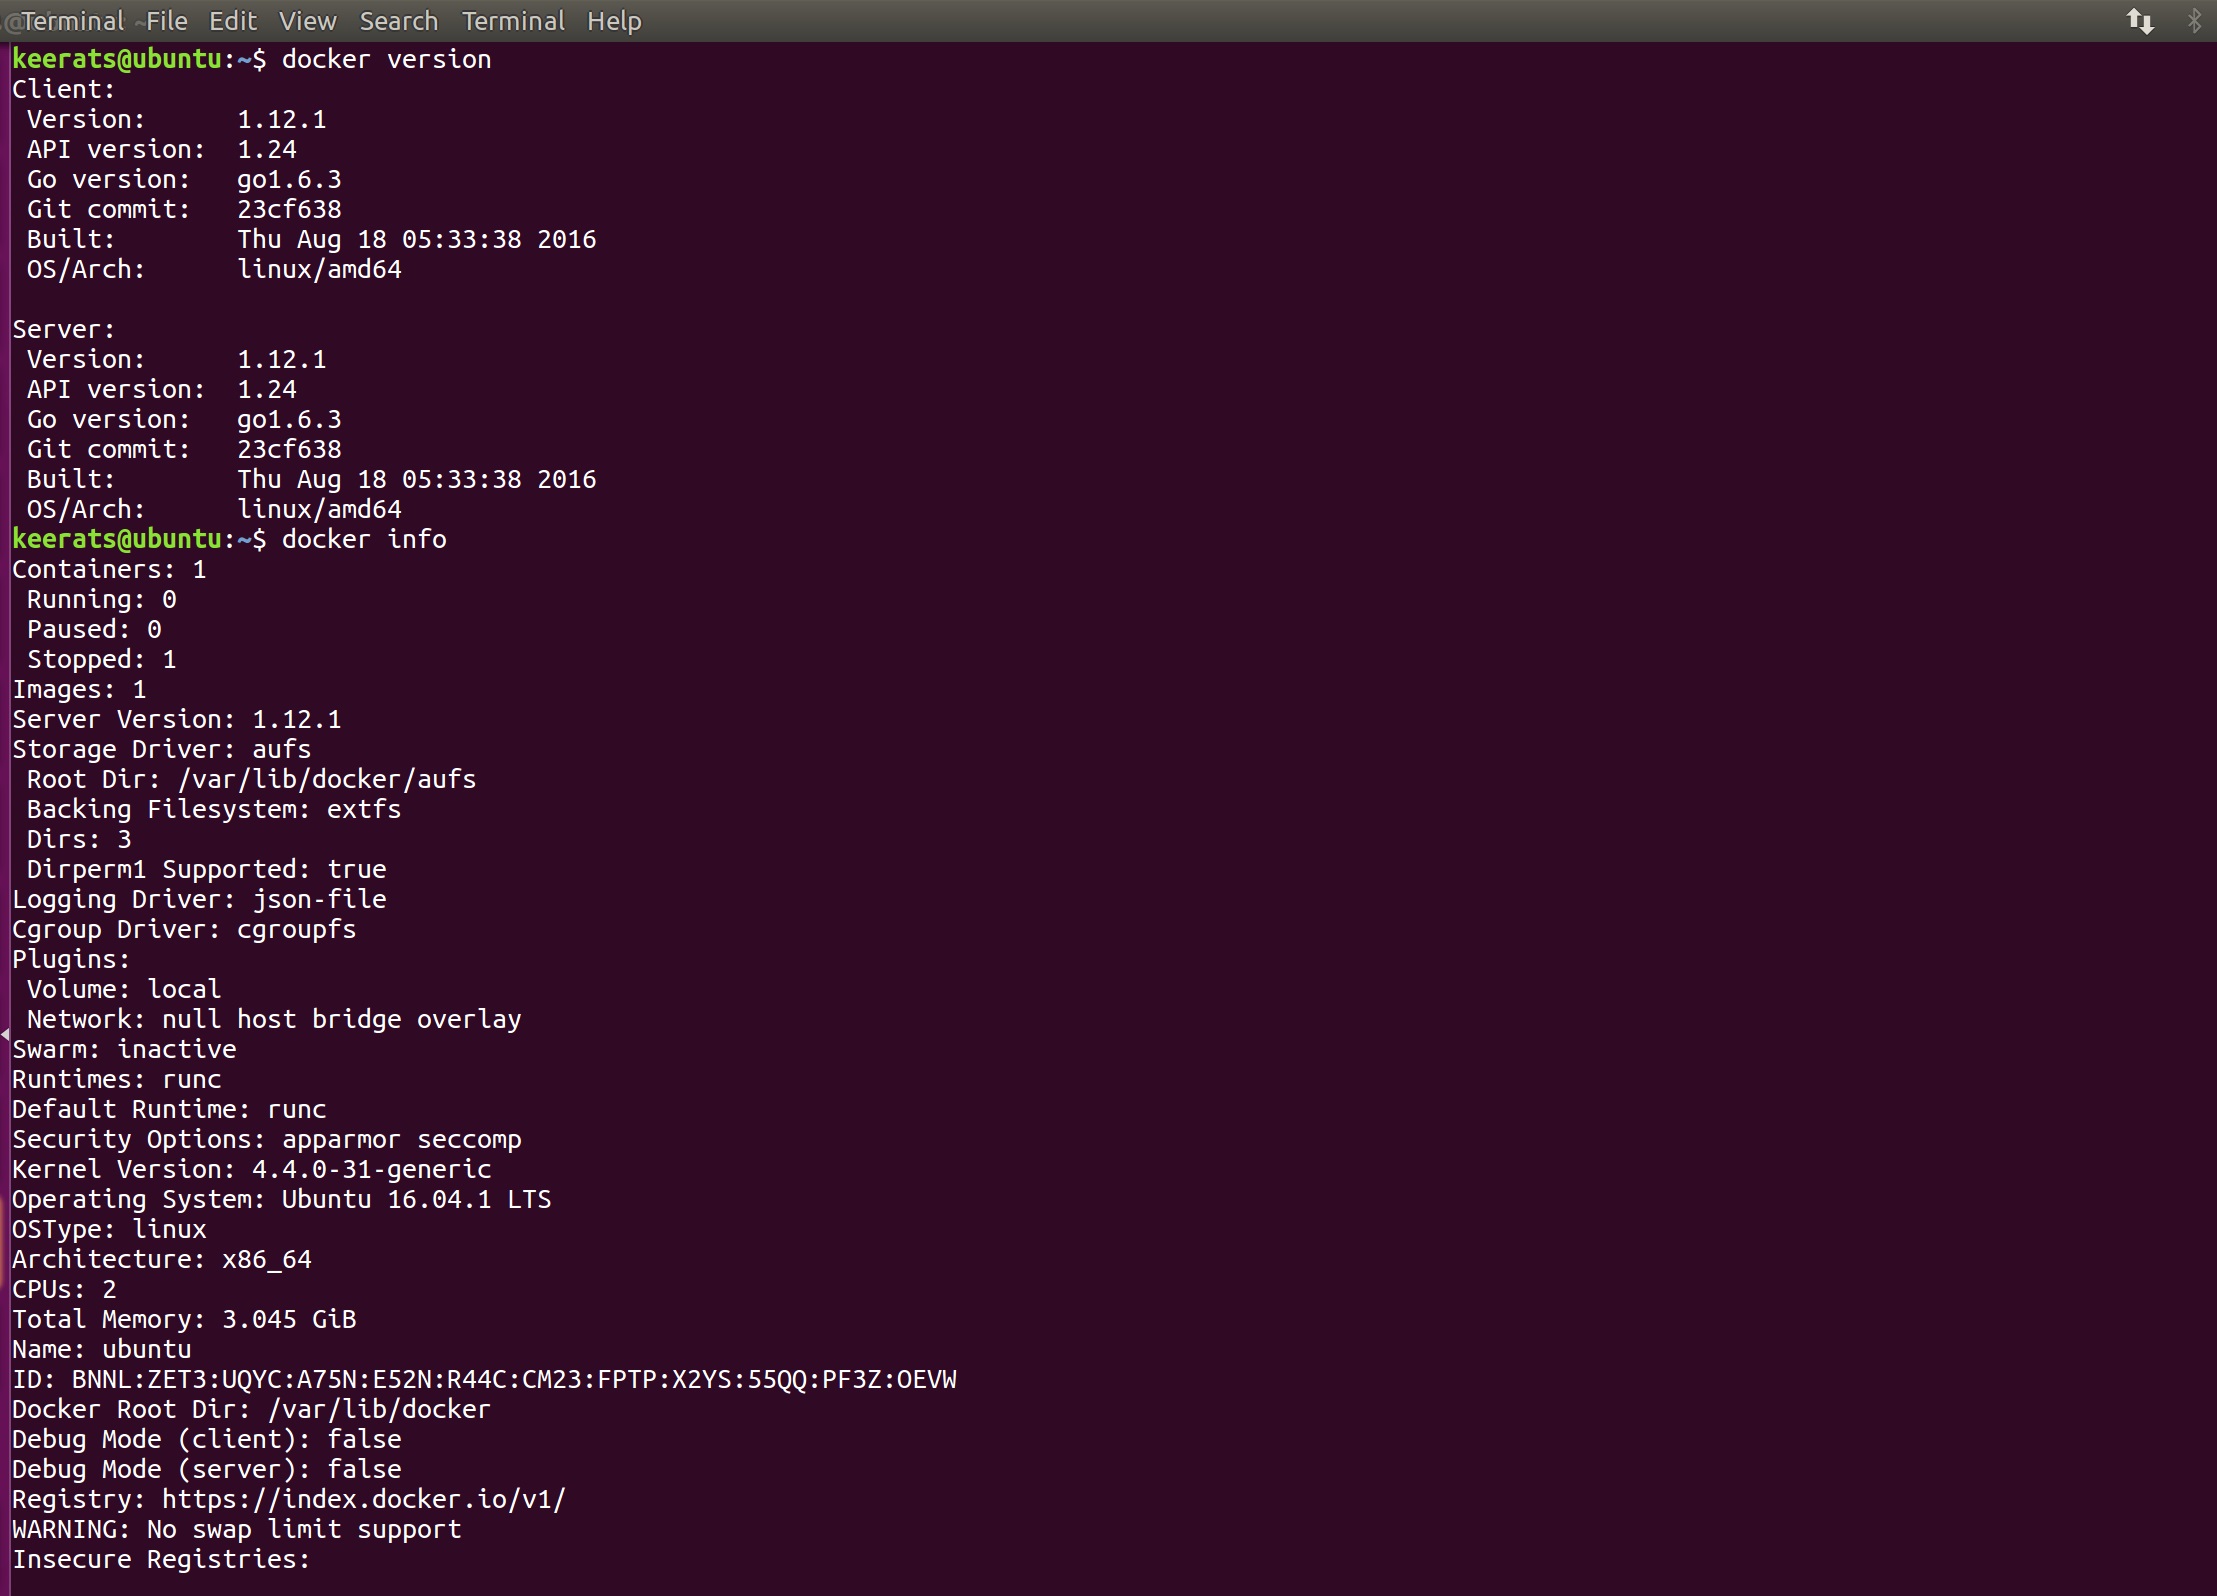 Terminal File Edit View Search Terminal Help
keerats@ubuntu:~$ docker version
Client:
 Version:      1.12.1
 API version:  1.24
 Go version:   go1.6.3
 Git commit:   23cf638
 Built:        Thu Aug 18 05:33:38 2016
 OS/Arch:      linux/amd64

Server:
 Version:      1.12.1
 API version:  1.24
 Go version:   go1.6.3
 Git commit:   23cf638
 Built:        Thu Aug 18 05:33:38 2016
 OS/Arch:      linux/amd64
keerats@ubuntu:~$ docker info
Containers: 1
 Running: 0
 Paused: 0
 Stopped: 1
Images: 1
Server Version: 1.12.1
Storage Driver: aufs
 Root Dir: /var/lib/docker/aufs
 Backing Filesystem: extfs
 Dirs: 3
 Dirperm1 Supported: true
Logging Driver: json-file
Cgroup Driver: cgroupfs
Plugins:
 Volume: local
 Network: null host bridge overlay
Swarm: inactive
Runtimes: runc
Default Runtime: runc
Security Options: apparmor seccomp
Kernel Version: 4.4.0-31-generic
Operating System: Ubuntu 16.04.1 LTS
OSType: linux
Architecture: x86_64
CPUs: 2
Total Memory: 3.045 GiB
Name: ubuntu
ID: BNNL:ZET3:UQYC:A75N:E52N:R44C:CM23:FPTP:X2YS:55QQ:PF3Z:OEVW
Docker Root Dir: /var/lib/docker
Debug Mode (client): false
Debug Mode (server): false
Registry: https://index.docker.io/v1/
WARNING: No swap limit support
Insecure Registries: